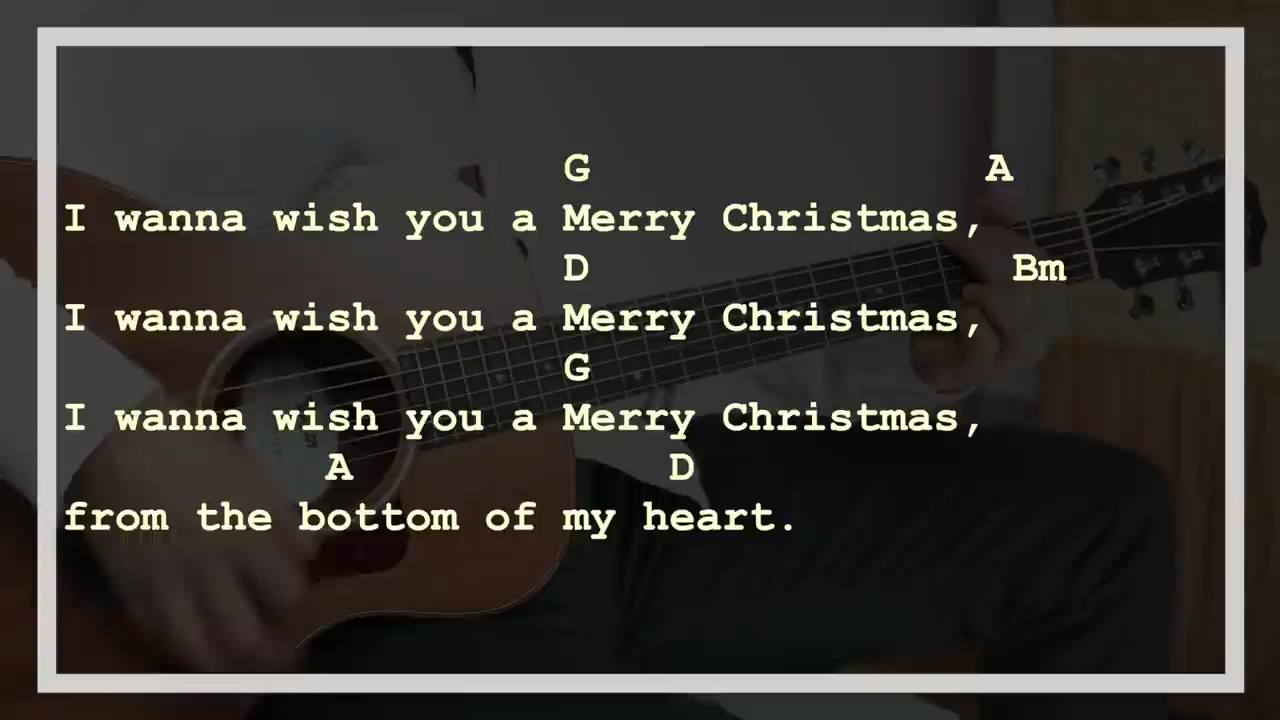 G A
I wanna wish you a Merry Christmas,
D Bm
I wanna wish you a Merry Christmas,
G
I wanna wish you a Merry Christmas,
A D
from the bottom of my heart.